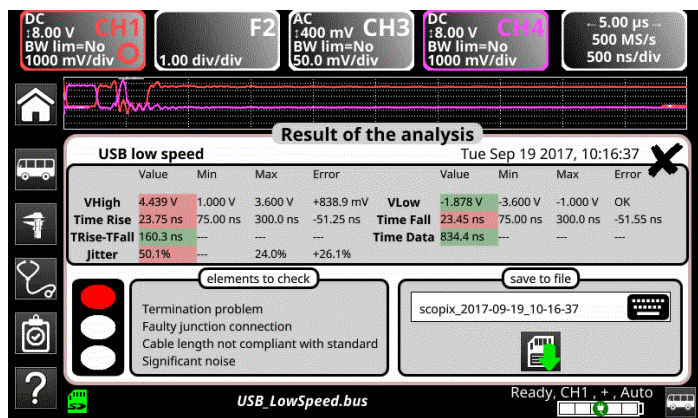 DC
↕8.00 V CH1
BW lim=No
1000 mV/div
F2
1.00 div/div
AC
↕400 mV CH3
BW lim=No
50.0 mV/div
DC
↕8.00 V CH4
BW lim=No
1000 mV/div
←5.00 µs→
500 MS/s
500 ns/div
Result of the analysis
USB low speed Tue Sep 19 2017, 10:16:37
Value Min Max Error Value Min Max Error
VHigh 4.439 V 1.000 V 3.600 V +838.9 mV VLow -1.878 V -3.600 V -1.000 V OK
Time Rise 23.75 ns 75.00 ns 300.0 ns -51.25 ns Time Fall 23.45 ns 75.00 ns 300.0 ns -51.55 ns
TRise-TFall 160.3 ns --- --- --- Time Data 834.4 ns --- --- ---
Jitter 50.1% --- 24.0% +26.1%
elements to check
Termination problem
Faulty junction connection
Cable length not compliant with standard
Significant noise
save to file
scopix_2017-09-19_10-16-37
?
USB_LowSpeed.bus
Ready, CH1 , + , Auto